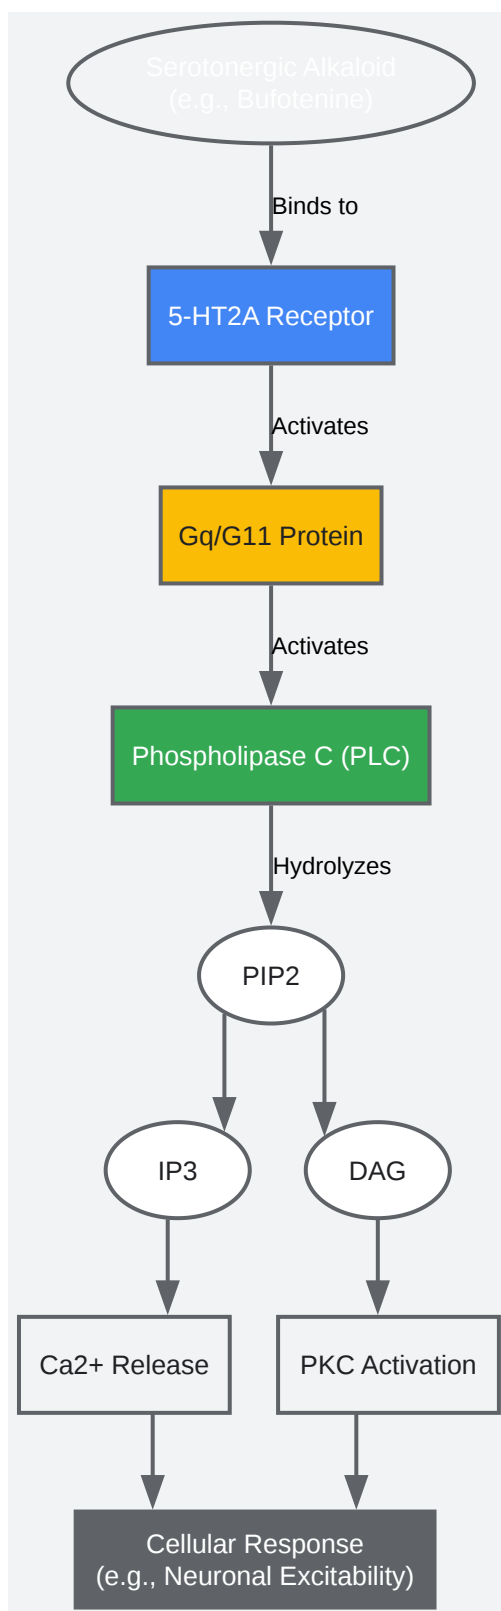 Serotonergic Alkaloid
(e.g., Bufotenine)
Binds to
5-HT2A Receptor
Activates
Gq/G11 Protein
Activates
Phospholipase C (PLC)
Hydrolyzes
PIP2
IP3
DAG
Ca2+ Release
PKC Activation
Cellular Response
(e.g., Neuronal Excitability)